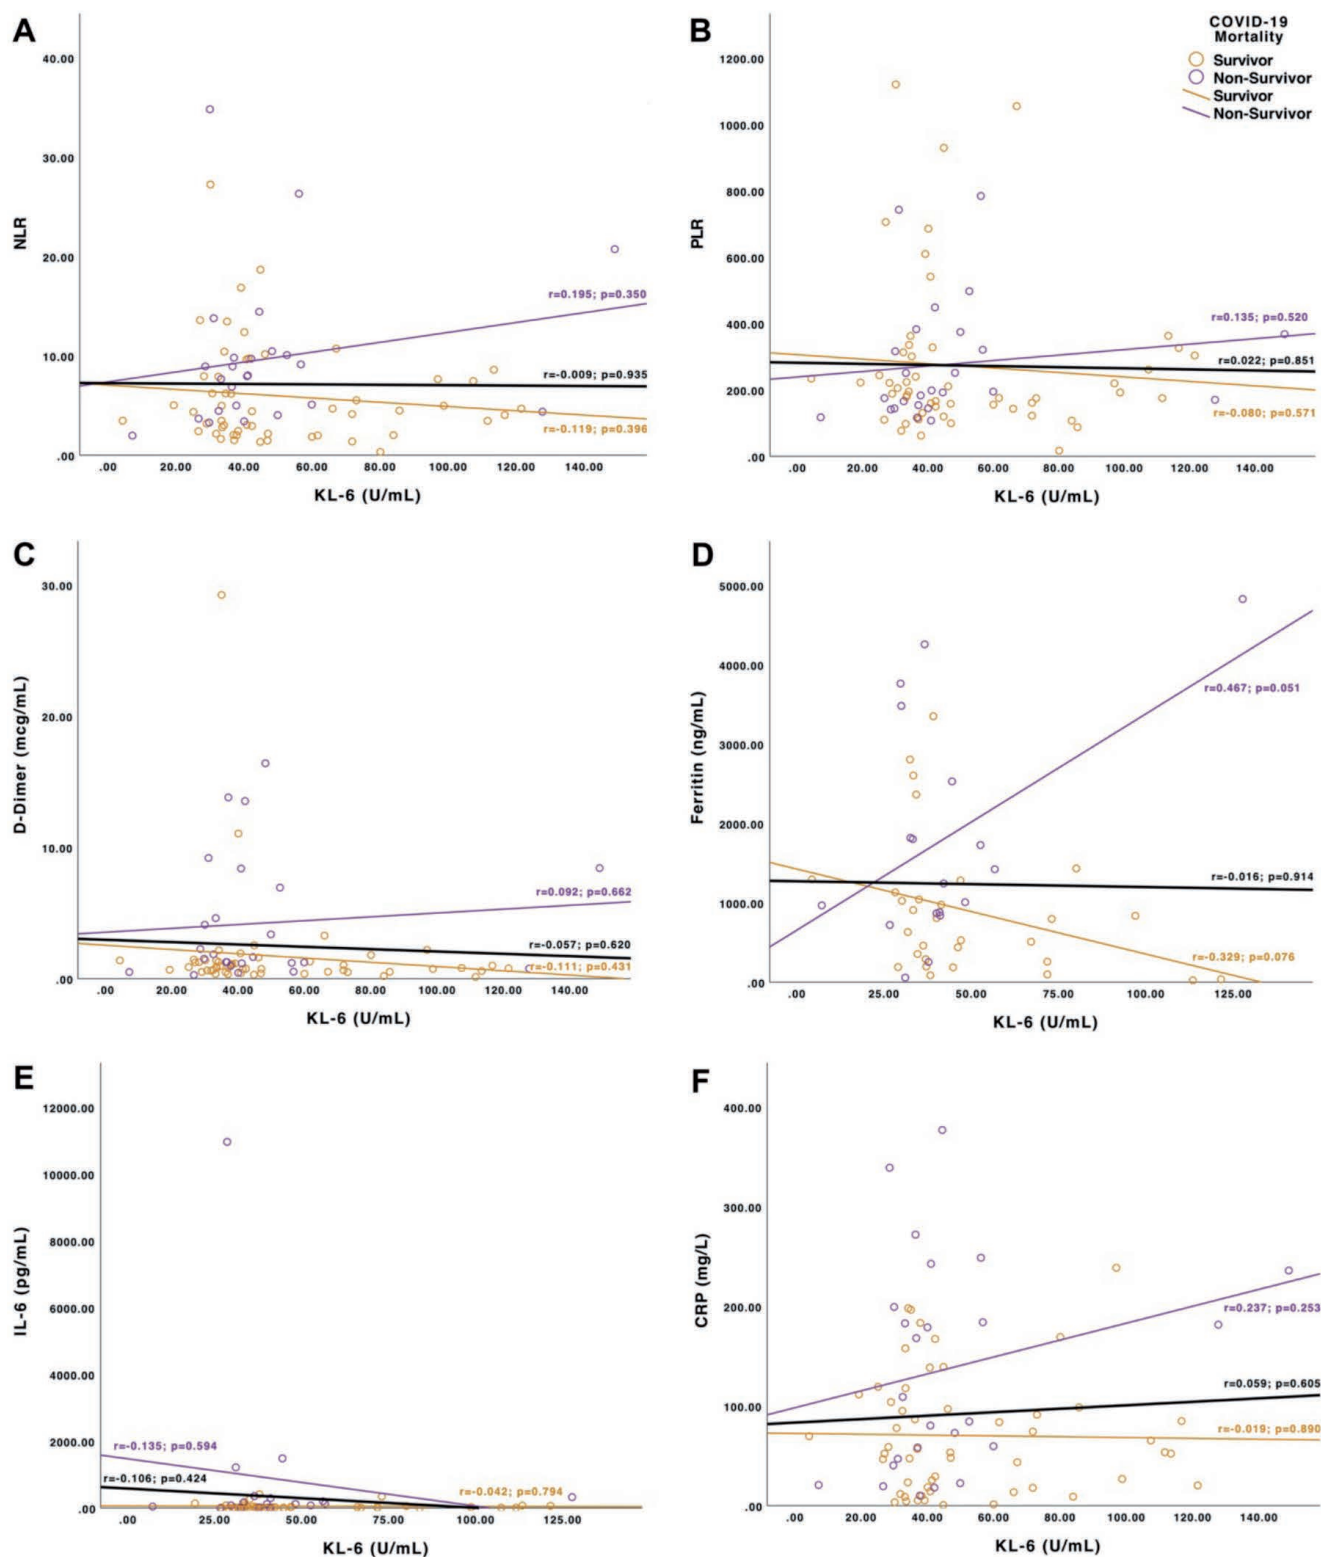 A
40.00
30.00
20.00
10.00
.00
NLR
r=0.195; p=0.350
r=-0.009; p=0.935
r=-0.119; p=0.396
.00 20.00 40.00 60.00 80.00 100.00 120.00 140.00
KL-6 (U/mL)
B
COVID-19
Mortality
Survivor
Non-Survivor
Survivor
Non-Survivor
1200.00
1000.00
800.00
600.00
400.00
200.00
.00
PLR
r=0.135; p=0.520
r=0.022; p=0.851
r=-0.080; p=0.571
.00 20.00 40.00 60.00 80.00 100.00 120.00 140.00
KL-6 (U/mL)
C
30.00
20.00
10.00
.00
D-Dimer (mcg/mL)
r=0.092; p=0.662
r=-0.057; p=0.620
r=-0.111; p=0.431
.00 20.00 40.00 60.00 80.00 100.00 120.00 140.00
KL-6 (U/mL)
D
5000.00
4000.00
3000.00
2000.00
1000.00
.00
Ferritin (ng/mL)
r=0.467; p=0.051
r=-0.016; p=0.914
r=-0.329; p=0.076
.00 25.00 50.00 75.00 100.00 125.00
KL-6 (U/mL)
E
12000.00
10000.00
8000.00
6000.00
4000.00
2000.00
.00
IL-6 (pg/mL)
r=-0.135; p=0.594
r=-0.106; p=0.424
r=-0.042; p=0.794
.00 25.00 50.00 75.00 100.00 125.00
KL-6 (U/mL)
F
400.00
300.00
200.00
100.00
.00
CRP (mg/L)
r=0.237; p=0.253
r=0.059; p=0.605
r=-0.019; p=0.890
.00 20.00 40.00 60.00 80.00 100.00 120.00 140.00
KL-6 (U/mL)